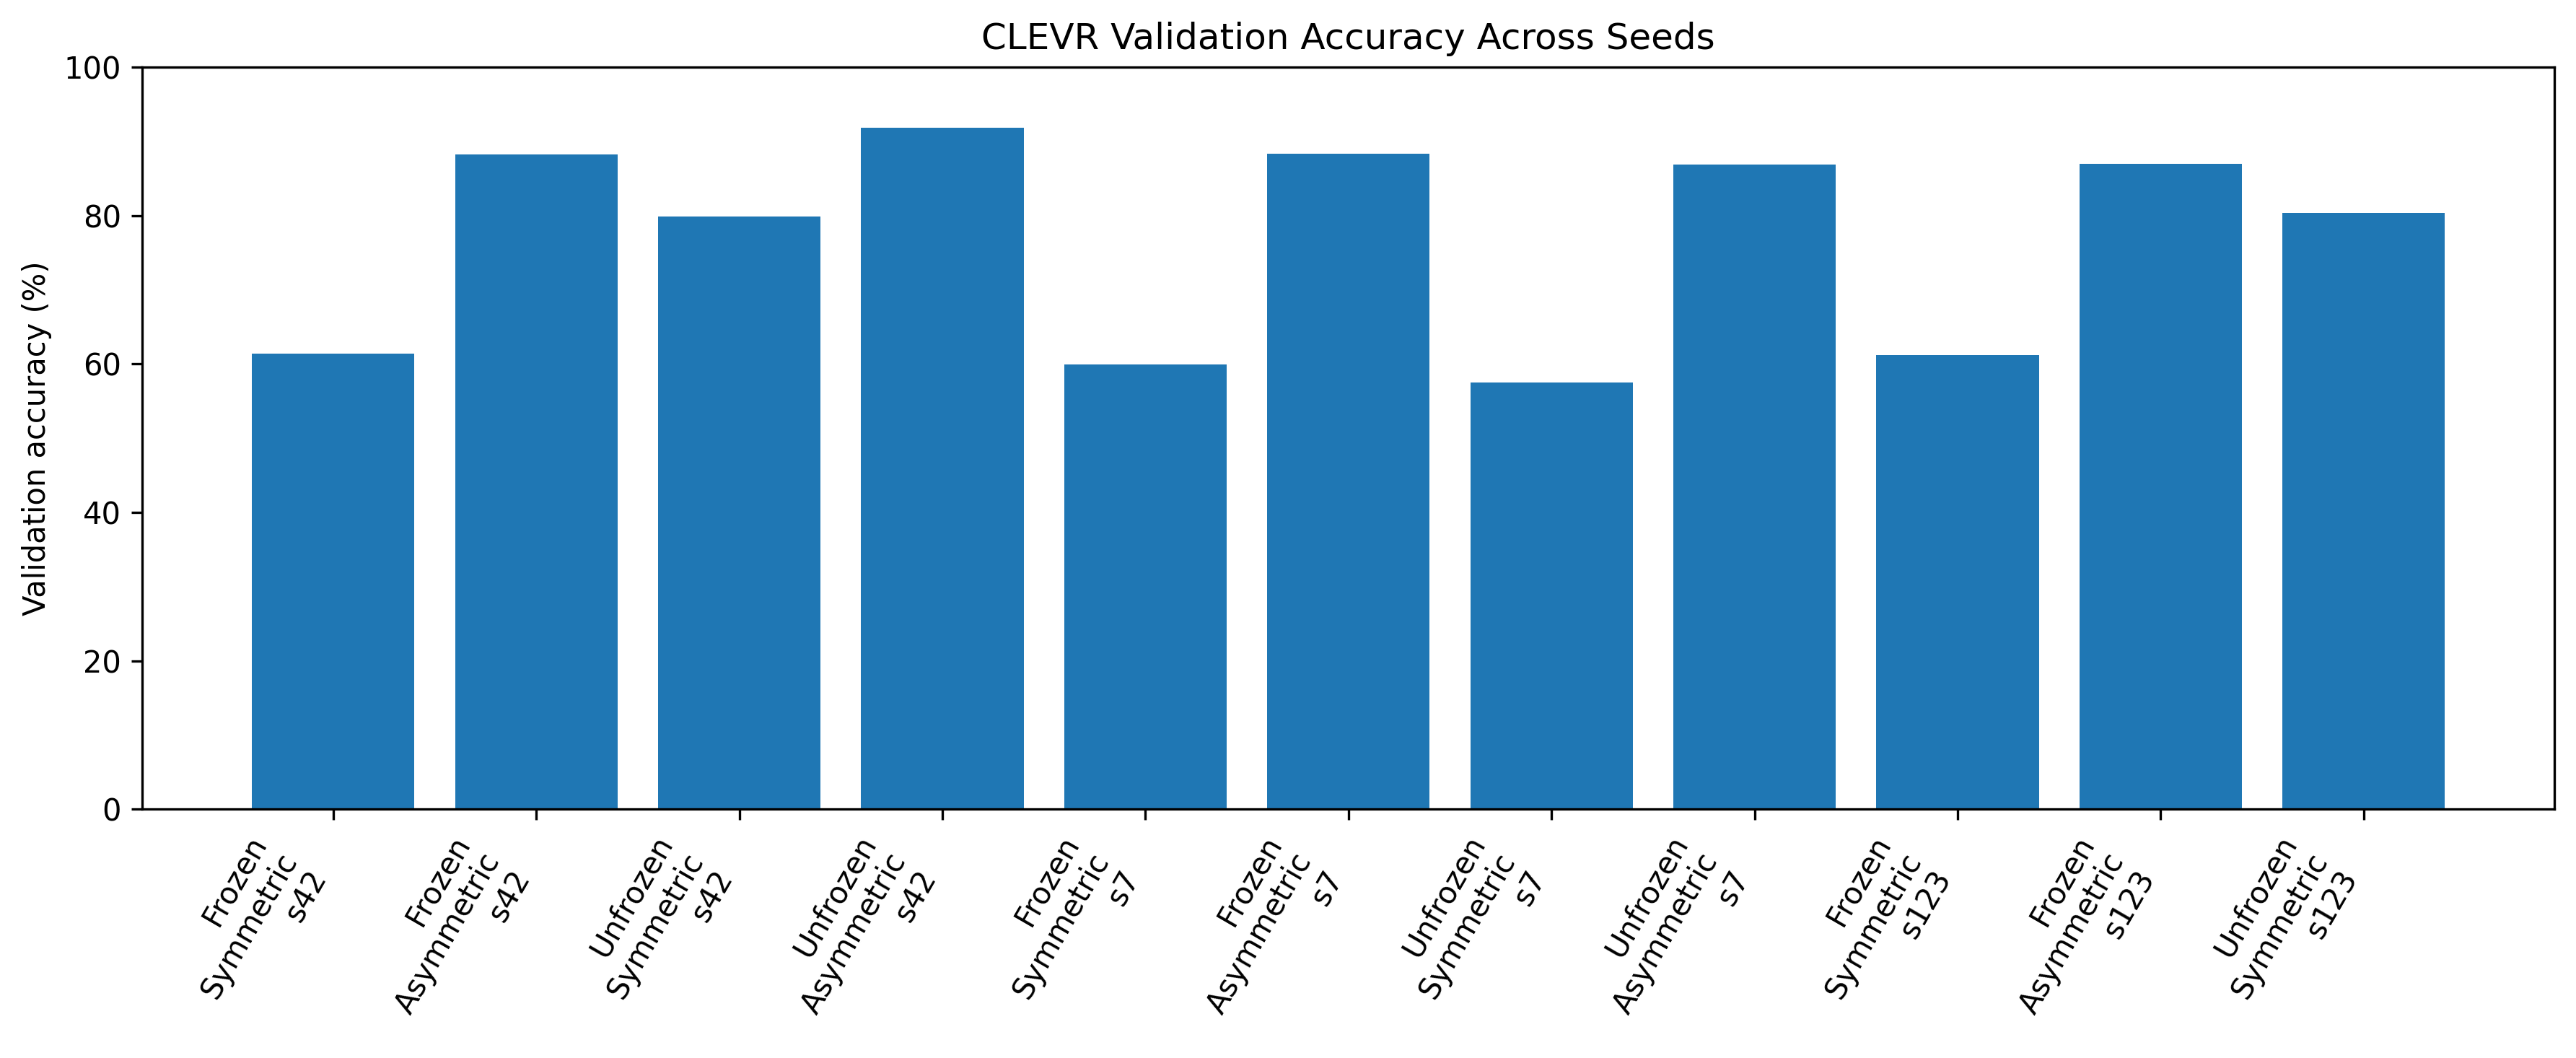 CLEVR Validation Accuracy Across Seeds
Validation accuracy (%)
100
80
60
40
20
0
Frozen
Symmetric
s42
Frozen
Asymmetric
s42
Unfrozen
Symmetric
s42
Unfrozen
Asymmetric
s42
Frozen
Symmetric
s7
Frozen
Asymmetric
s7
Unfrozen
Symmetric
s7
Unfrozen
Asymmetric
s7
Frozen
Symmetric
s123
Frozen
Asymmetric
s123
Unfrozen
Symmetric
s123